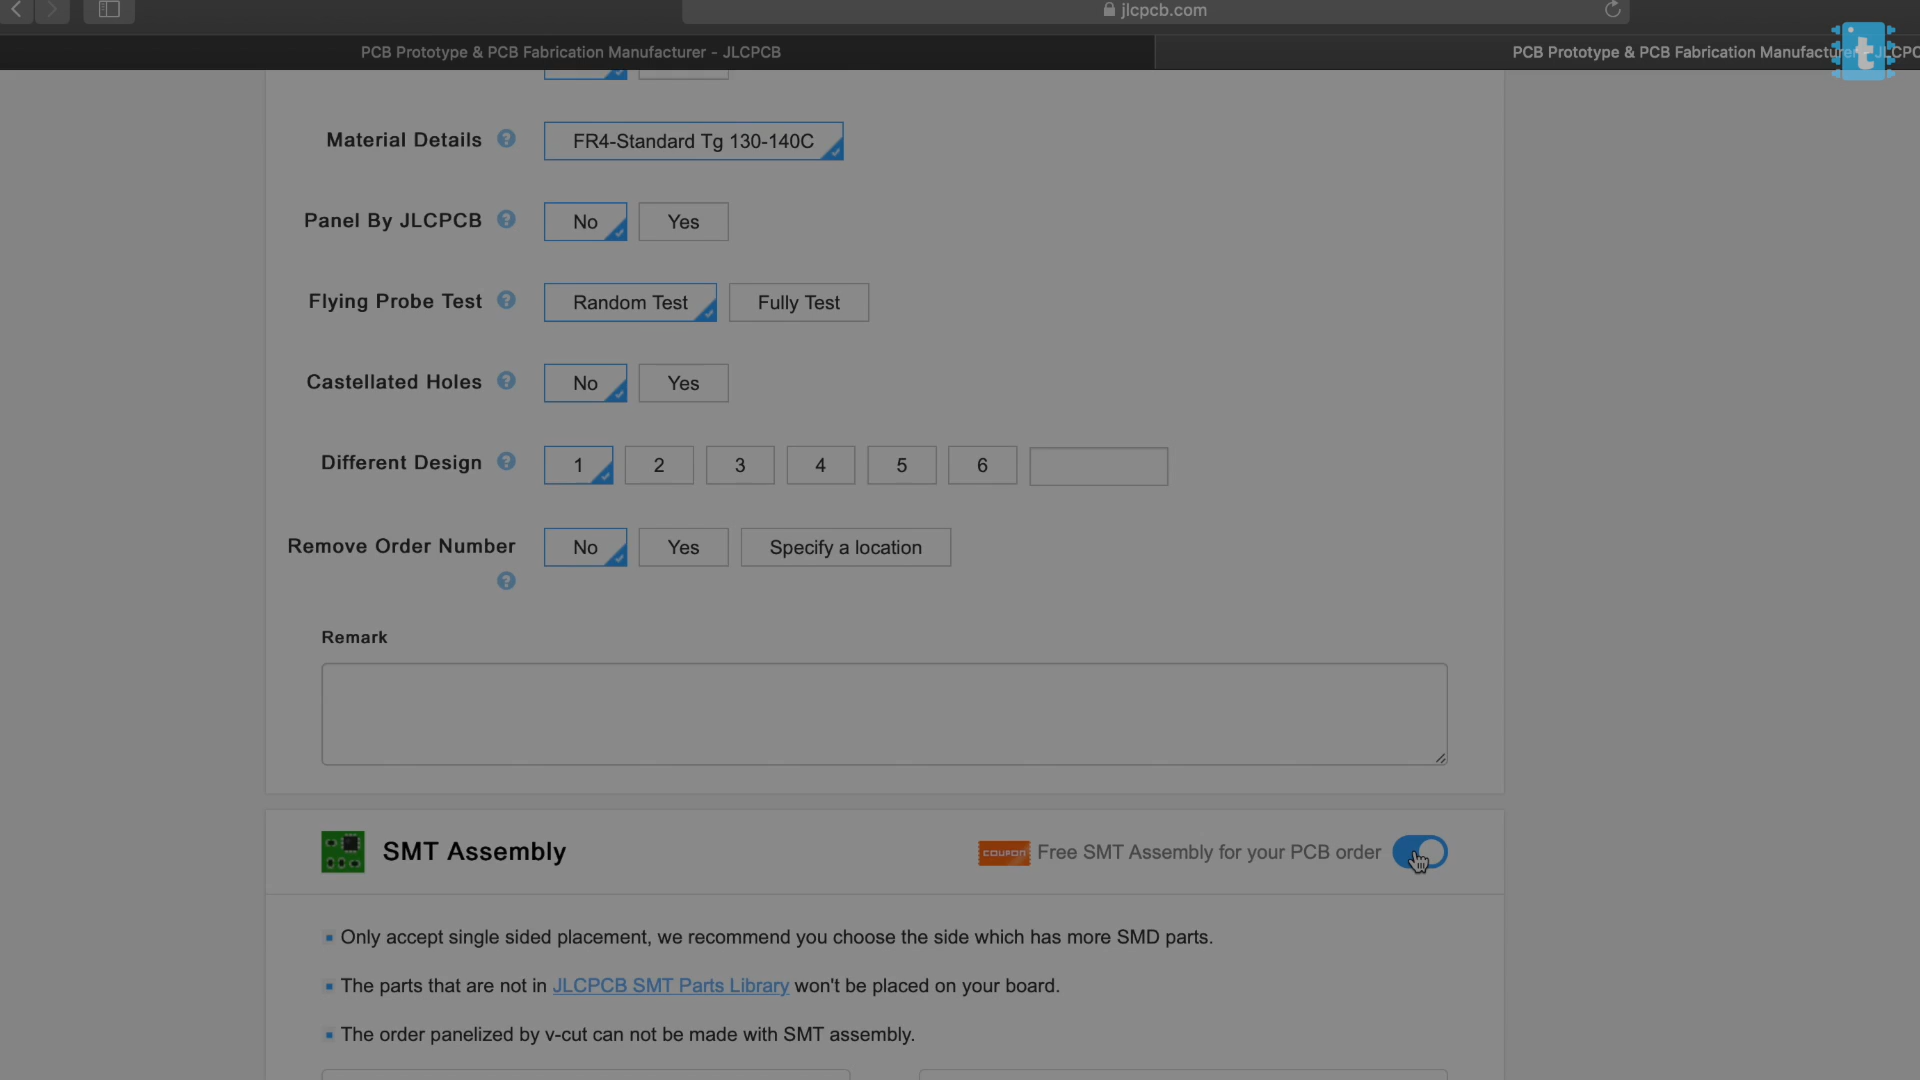 jlcpcb.com
PCB Prototype & PCB Fabrication Manufacturer - JLCPCB
PCB Prototype & PCB Fabrication Manufacturer - JLCPC
t
Material Details ? FR4-Standard Tg 130-140C
Panel By JLCPCB ? No Yes
Flying Probe Test ? Random Test Fully Test
Castellated Holes ? No Yes
Different Design ? 1 2 3 4 5 6
Remove Order Number No Yes Specify a location
?
Remark
SMT Assembly COUPON Free SMT Assembly for your PCB order
Only accept single sided placement, we recommend you choose the side which has more SMD parts.
The parts that are not in JLCPCB SMT Parts Library won't be placed on your board.
The order panelized by v-cut can not be made with SMT assembly.